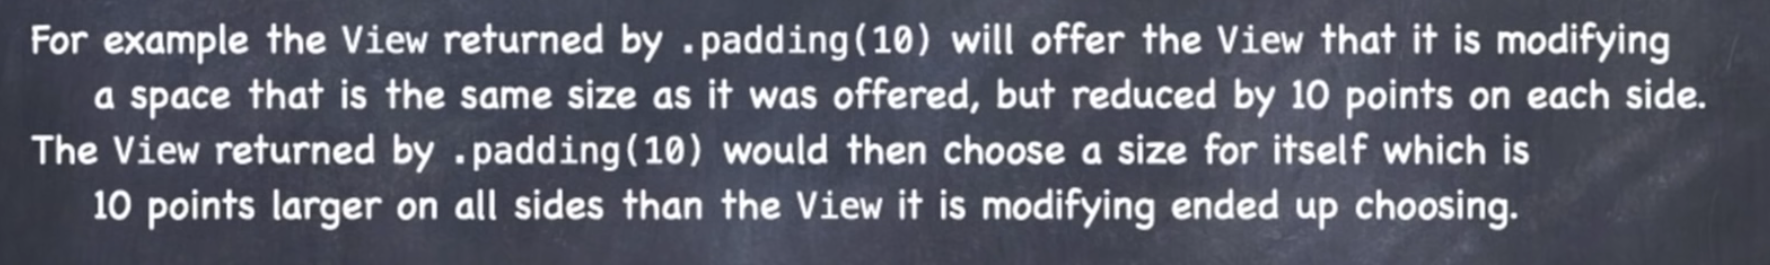 For example the View returned by .padding(10) will offer the View that it is modifying
a space that is the same size as it was offered, but reduced by 10 points on each side.
The View returned by .padding(10) would then choose a size for itself which is
10 points larger on all sides than the View it is modifying ended up choosing.